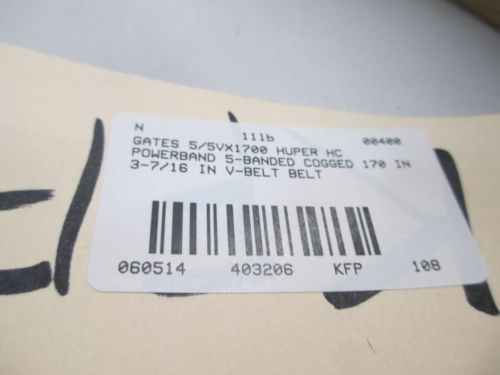 N 111b 00400
GATES 5/5VX1700 HUPER HC
POWERBAND 5-BANDED COGGED 170 IN
3-7/16 IN V-BELT BELT
060514 403206 KFP 10B